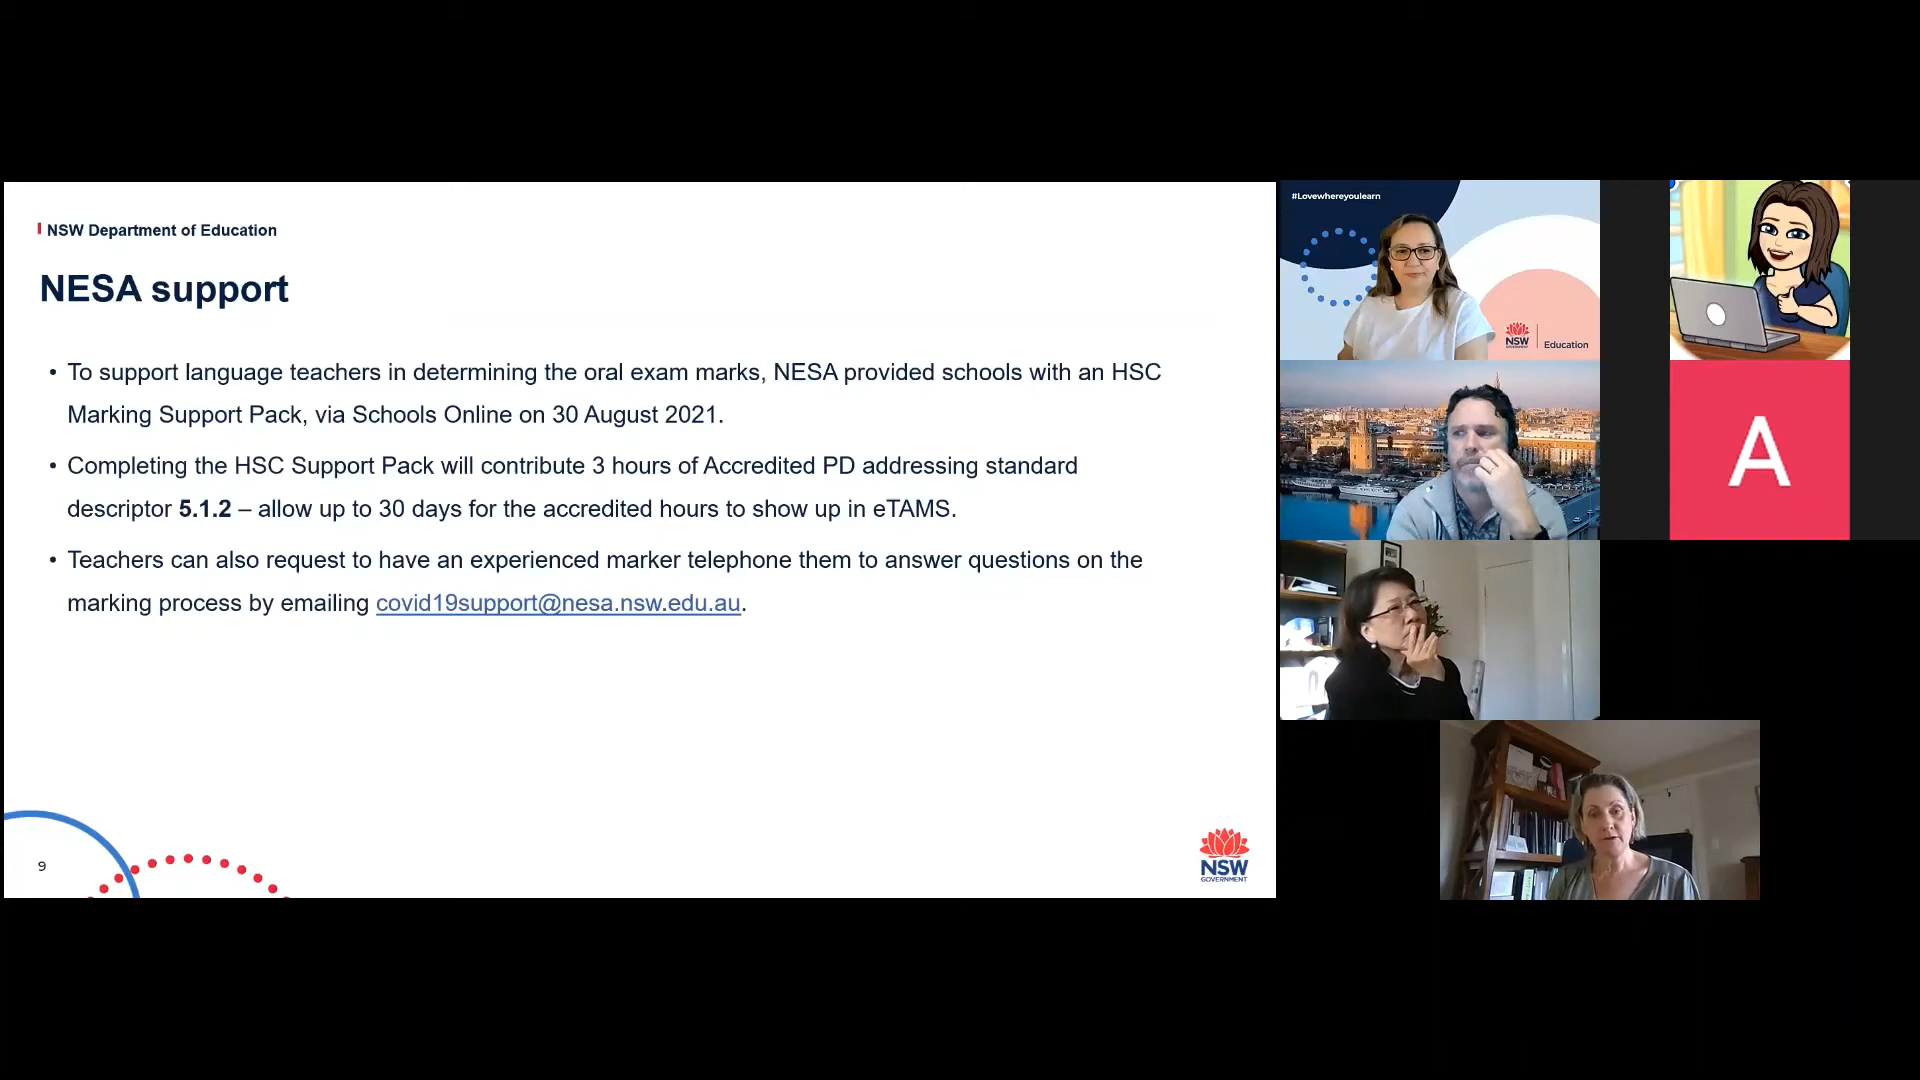 NSW Department of Education
NESA support
• To support language teachers in determining the oral exam marks, NESA provided schools with an HSC
Marking Support Pack, via Schools Online on 30 August 2021.
• Completing the HSC Support Pack will contribute 3 hours of Accredited PD addressing standard
descriptor 5.1.2 – allow up to 30 days for the accredited hours to show up in eTAMS.
• Teachers can also request to have an experienced marker telephone them to answer questions on the
marking process by emailing covid19support@nesa.nsw.edu.au.
9
NSW
GOVERNMENT
#Lovewhereyoulearn
NSW
Education
A